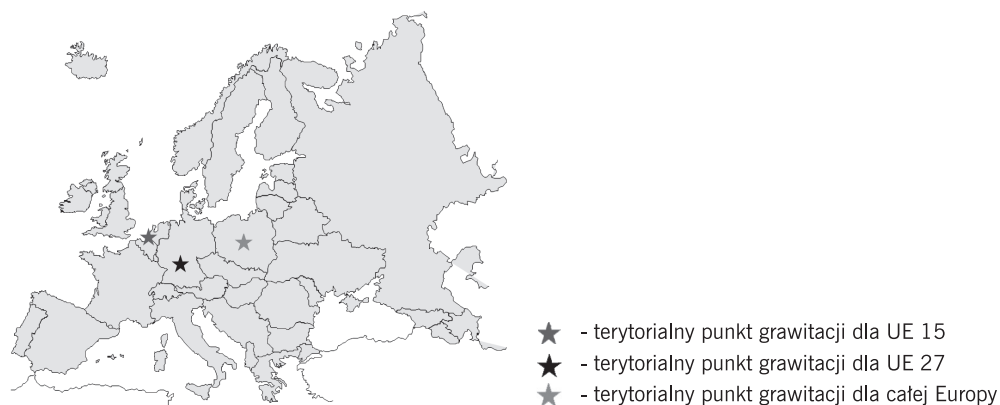 - terytorialny punkt grawitacji dla UE 15
- terytorialny punkt grawitacji dla UE 27
- terytorialny punkt grawitacji dla całej Europy